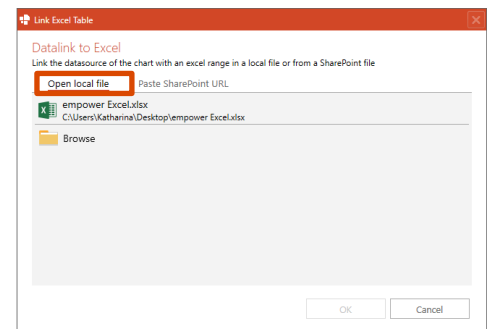 Link Excel Table
Datalink to Excel
Link the datasource of the chart with an excel range in a local file or from a SharePoint file
Open local file Paste SharePoint URL
empower Excel.xlsx
C:\Users\Katharina\Desktop\empower Excel.xlsx
Browse
OK Cancel